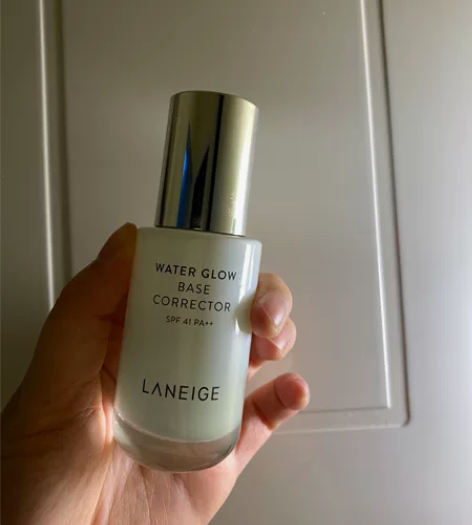 WATER GLOW
BASE
CORRECTOR
SPF 41 PA++
LANEIGE